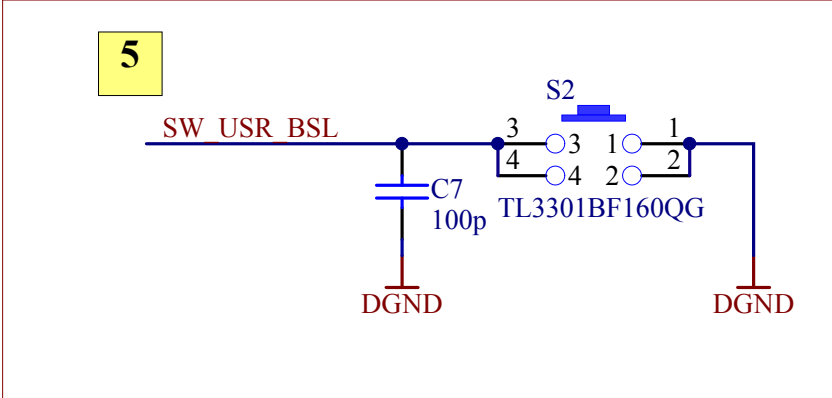 5
S2
SW_USR_BSL
3
3
1
1
4
4
2
2
C7
100p
TL3301BF160QG
DGND
DGND